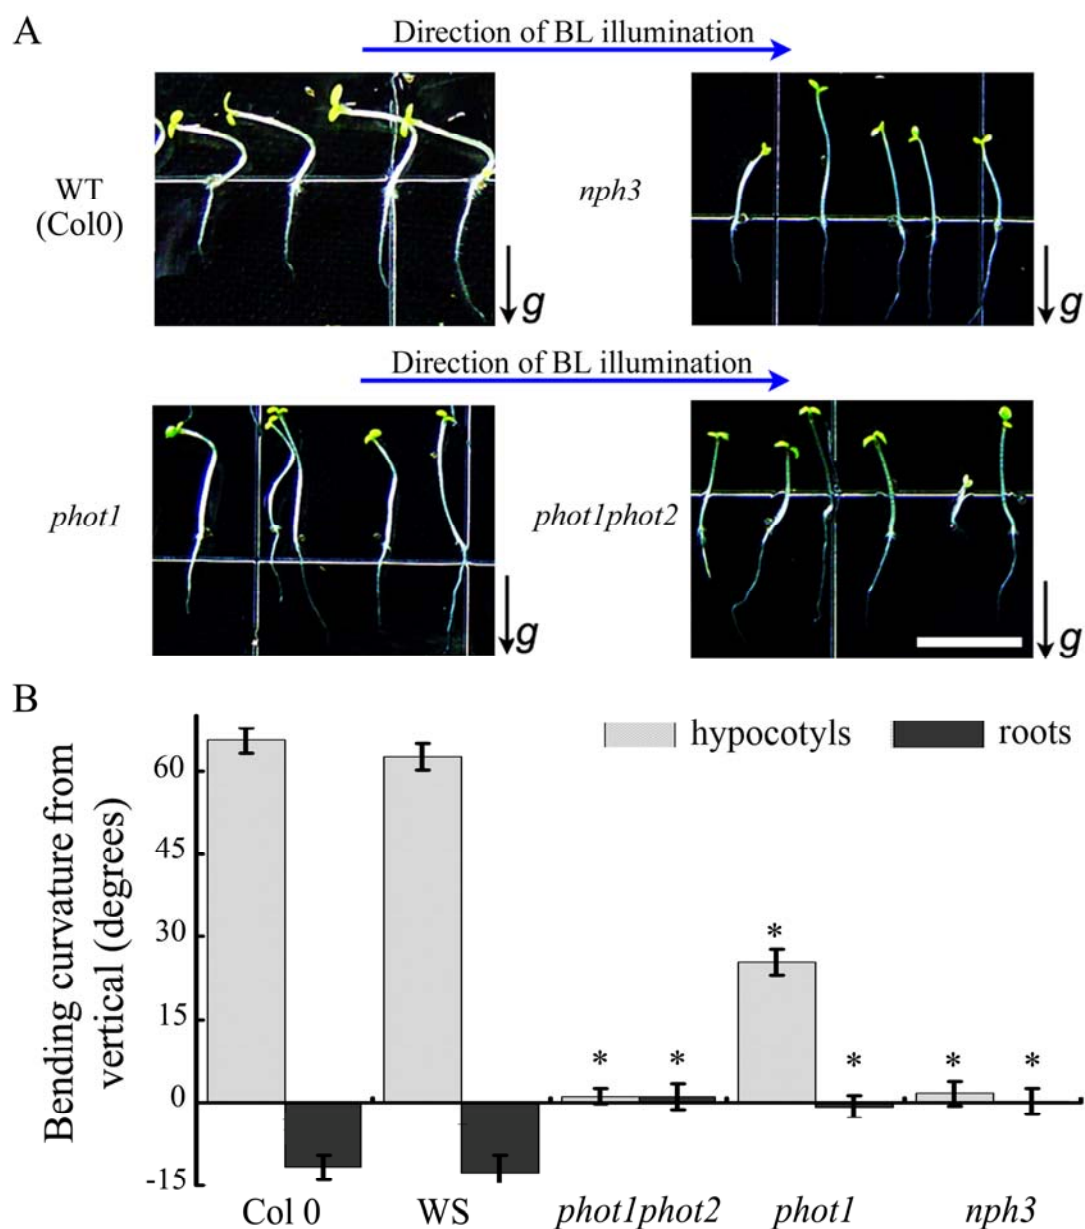 A
Direction of BL illumination
WT
(Col0)
g
nph3
g
Direction of BL illumination
phot1
g
phot1phot2
g
B
Bending curvature from
vertical (degrees)
hypocotyls
roots
60
45
30
15
0
-15
*
*
*
*
*
*
Col 0
WS
phot1phot2
phot1
nph3